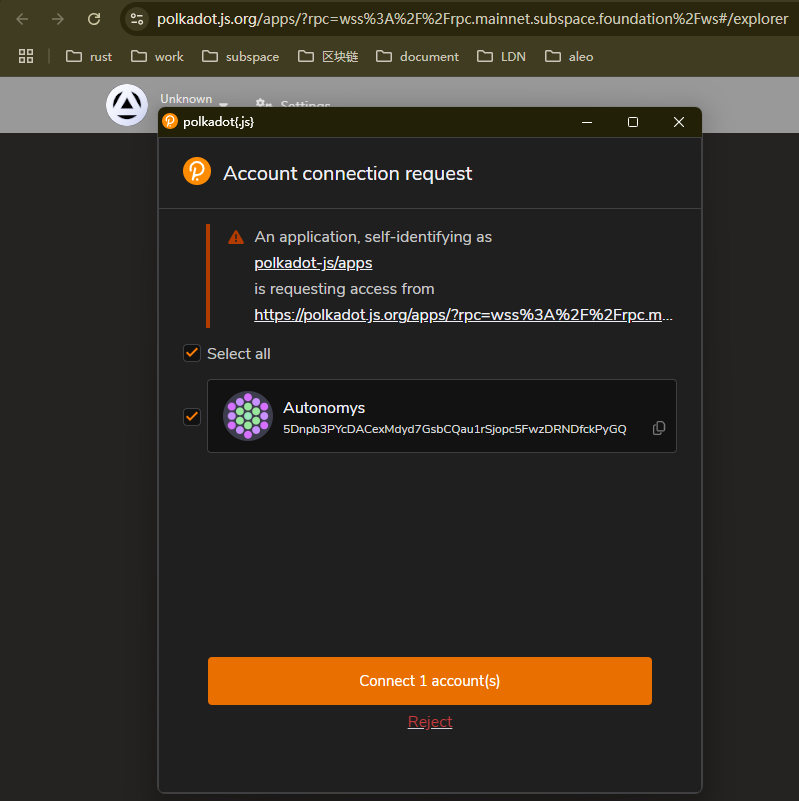 polkadot.js.org/apps/?rpc=wss%3A%2F%2Frpc.mainnet.subspace.foundation%2Fws#/explorer
rust work subspace 区块链 document LDN aleo
Unknown
Settings
polkadot{.js}
Account connection request
An application, self-identifying as
polkadot-js/apps
is requesting access from
https://polkadot.js.org/apps/?rpc=wss%3A%2F%2Frpc.m...
Select all
Autonomys
5Dnpb3PYcDACexMdyd7GsbCQau1rSjopc5FwzDRNDfckPyGQ
Connect 1 account(s)
Reject